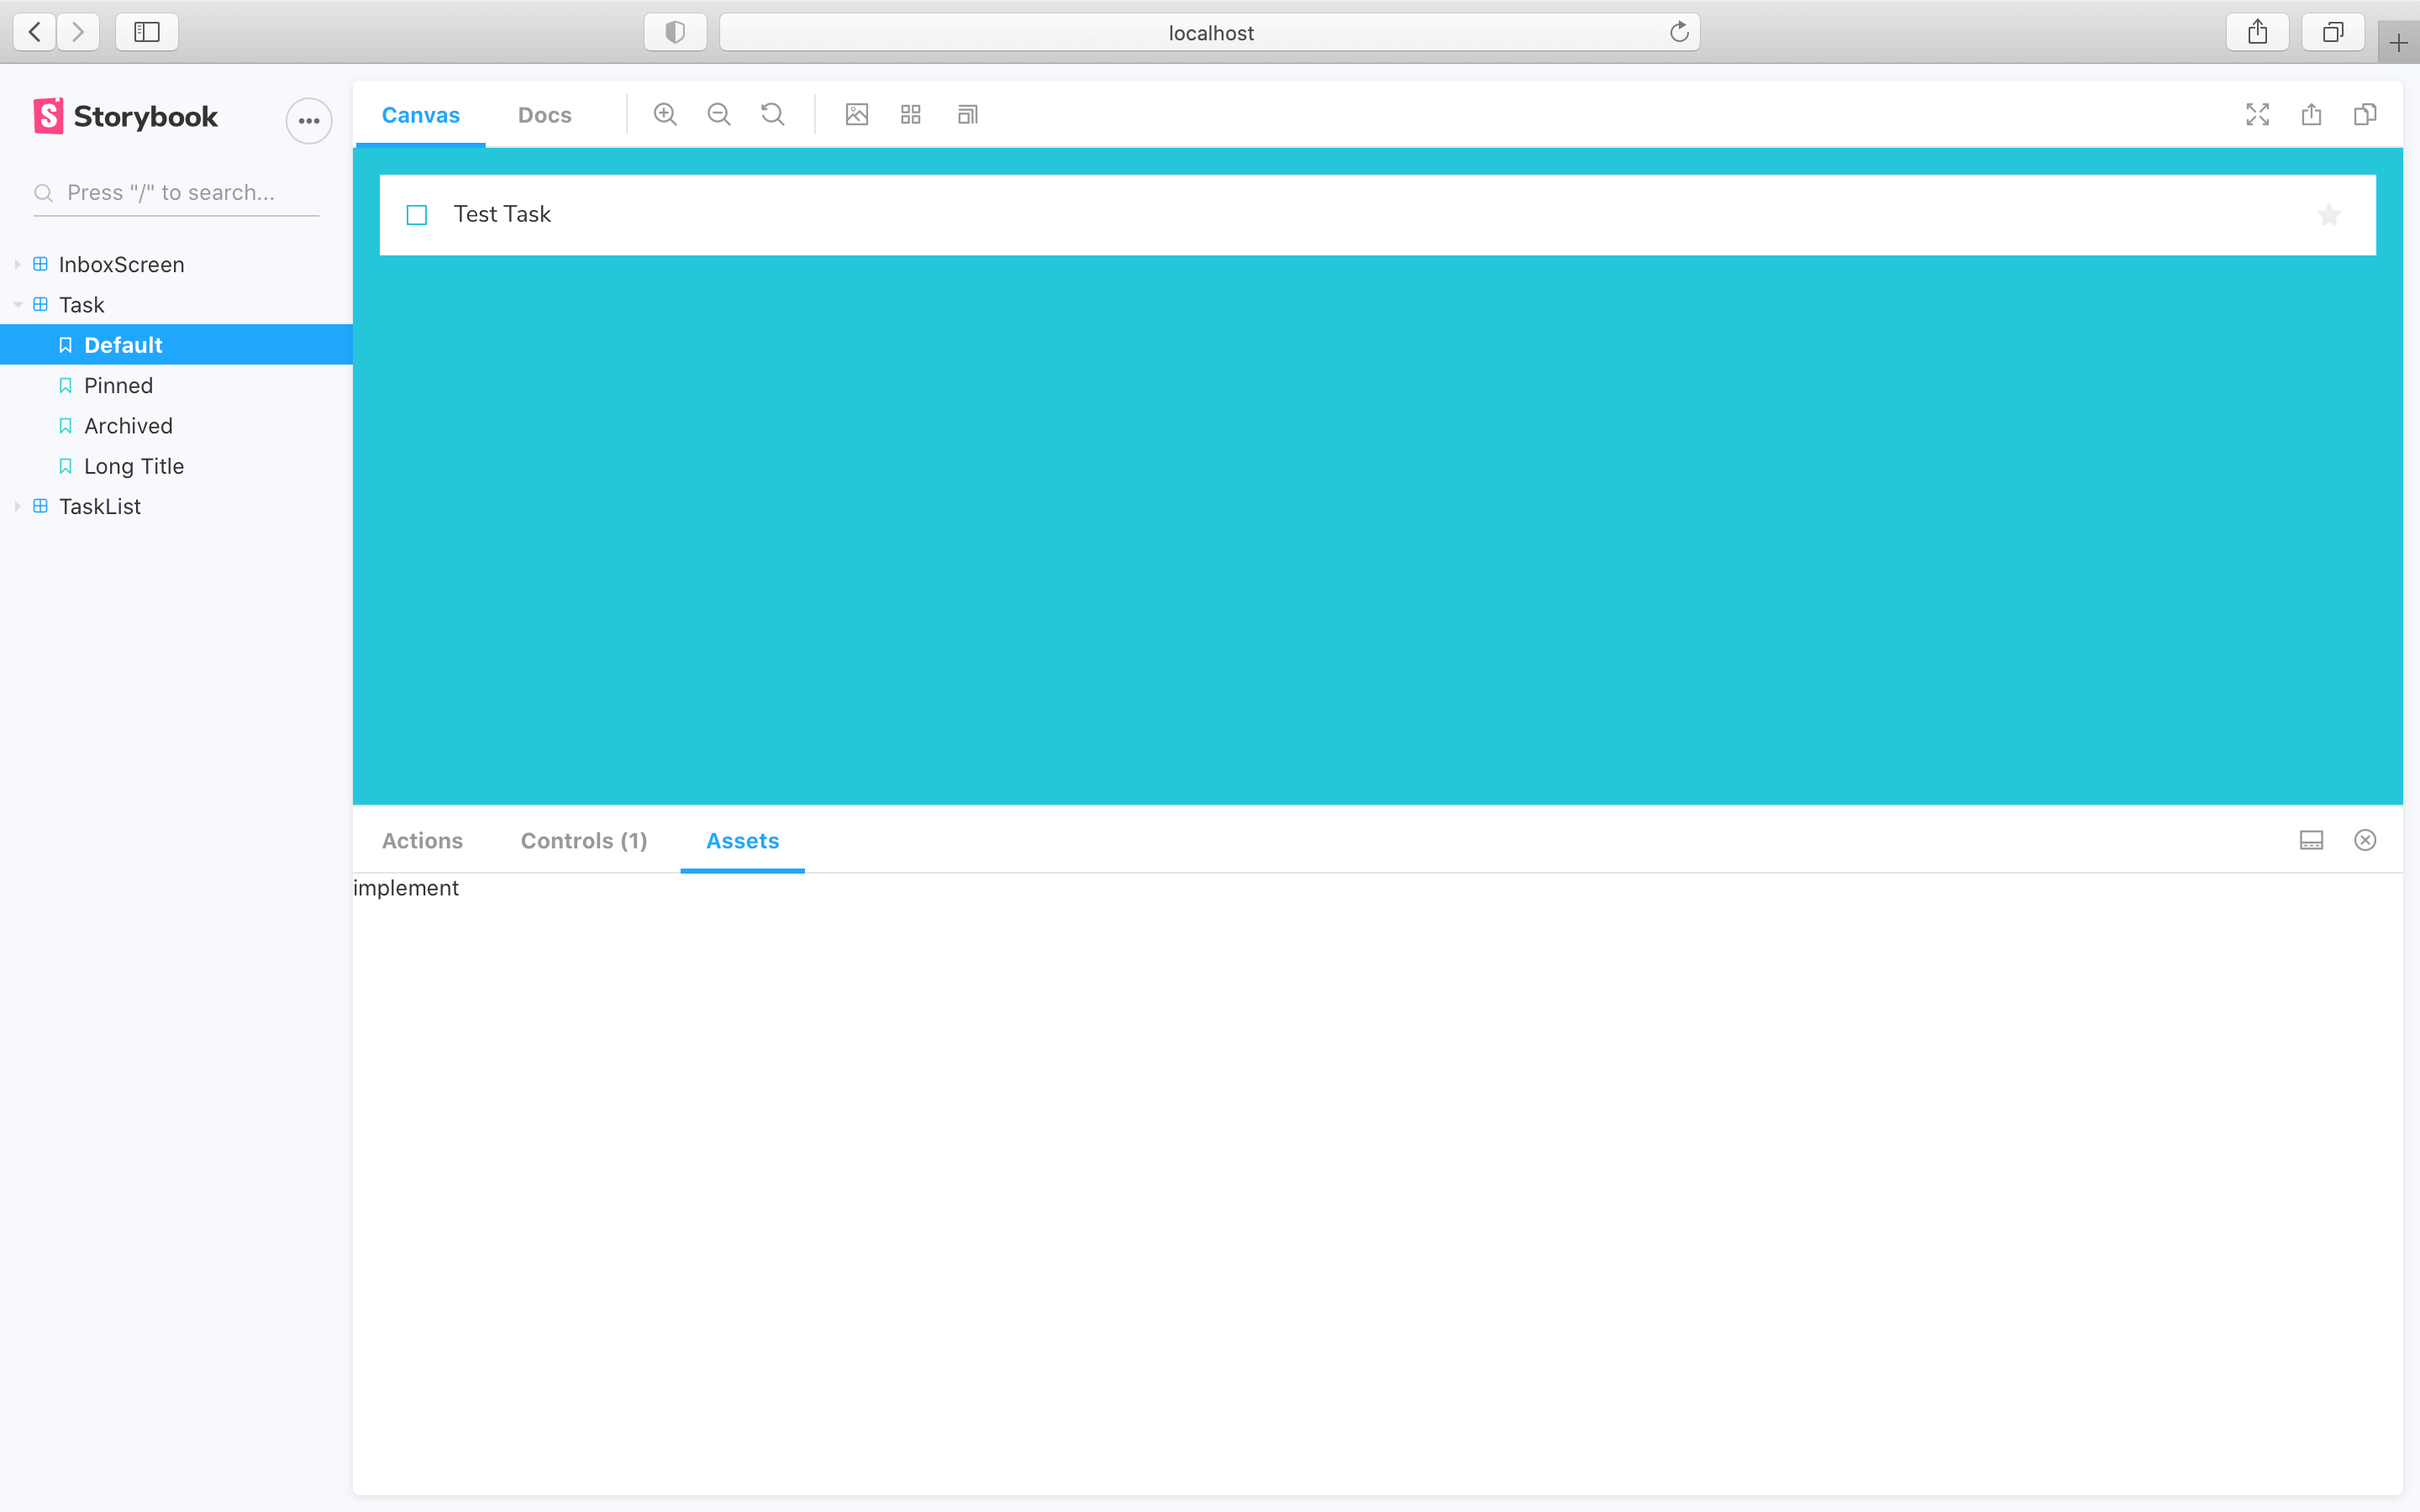 localhost
Storybook
Press "/" to search...
InboxScreen
Task
Default
Pinned
Archived
Long Title
TaskList
Canvas
Docs
Test Task
Actions
Controls (1)
Assets
implement